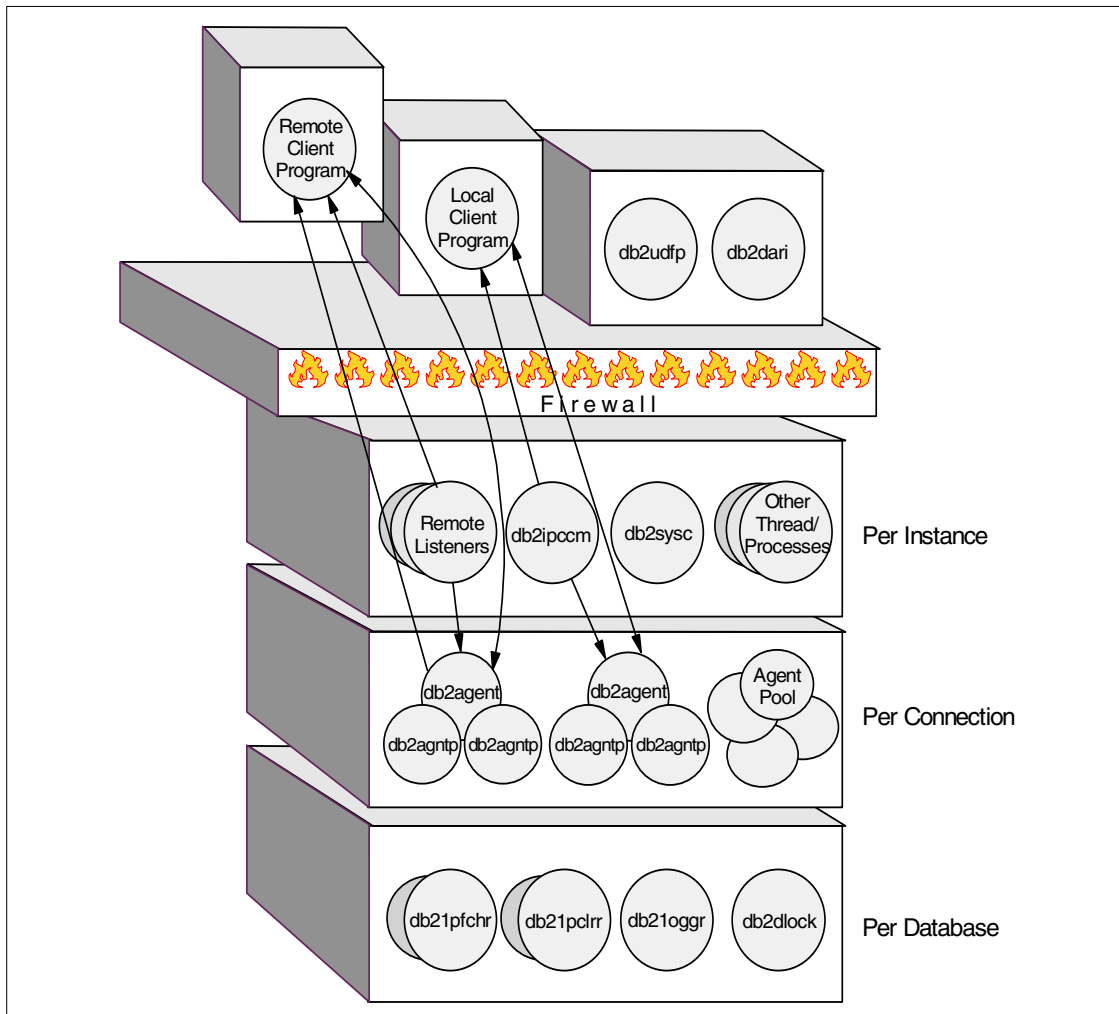 Remote
Client
Program
Local
Client
Program
db2udfp
db2dari
Firewall
Remote
Listeners
db2ipccm
db2sysc
Other
Thread/
Processes
Per Instance
db2agent
db2agntp
db2agntp
db2agent
db2agntp
db2agntp
Agent
Pool
Per Connection
db21pfchr
db21pclrr
db21oggr
db2dlock
Per Database